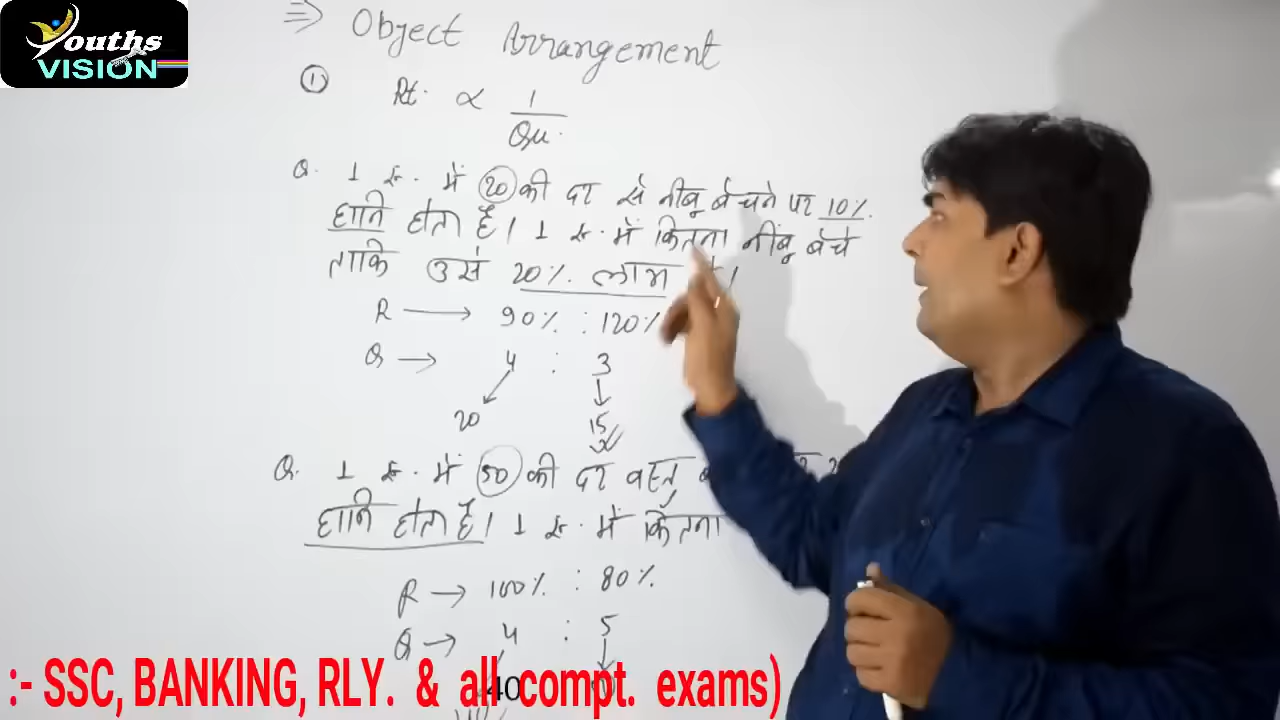 Youths
VISION
⇒ Object Arrangement
① Rt. ∝ 1/Qu.
Q. 1 रु. में 20 की दर से नींबू बेचने पर 10%.
हानि होता है। 1 रु. में कितना नींबू बेचे
ताकि उसे 20%. लाभ
R → 90% : 120%
Q → 4 : 3
20 15
Q. 1 रु. में 50 की दर वस्तु
हानि होता है। 1 रु. में कितना
R → 100% : 80%.
Q → 4 : 5
40
:- SSC, BANKING, RLY. & all compt. exams)